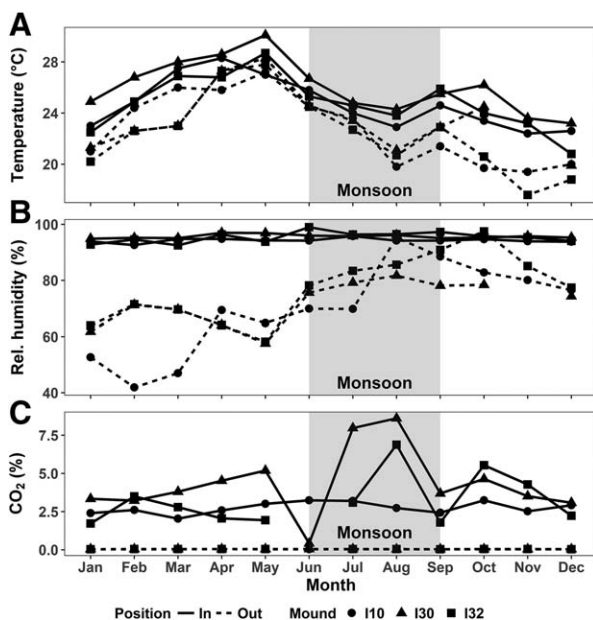 A
Temperature (°C)
28
24
20
Monsoon
B
Rel. humidity (%)
100
80
60
40
Monsoon
C
CO₂ (%)
7.5
5.0
2.5
0.0
Monsoon
Jan Feb Mar Apr May Jun Jul Aug Sep Oct Nov Dec
Month
Position In Out Mound I10 I30 I32